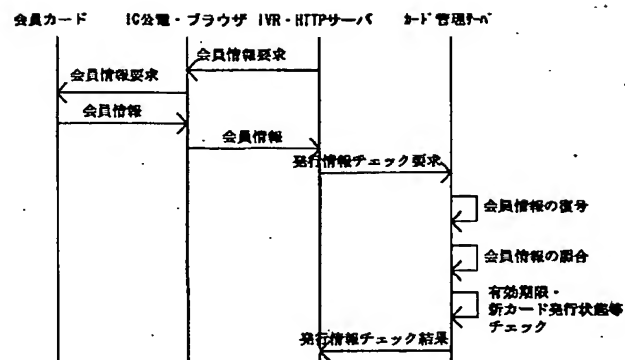 会員カード
IC公電・ブラウザ
IVR・HTTPサーバ
カード管理サーバ
会員情報要求
会員情報要求
会員情報
会員情報
発行情報チェック要求
会員情報の復号
会員情報の照合
有効期限・
新カード発行状態等
チェック
発行情報チェック結果